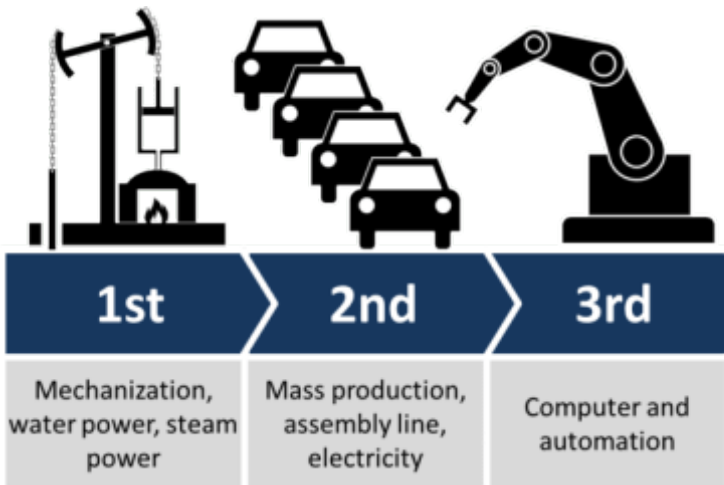 1st
2nd
3rd
Mechanization,
water power, steam
power
Mass production,
assembly line,
electricity
Computer and
automation